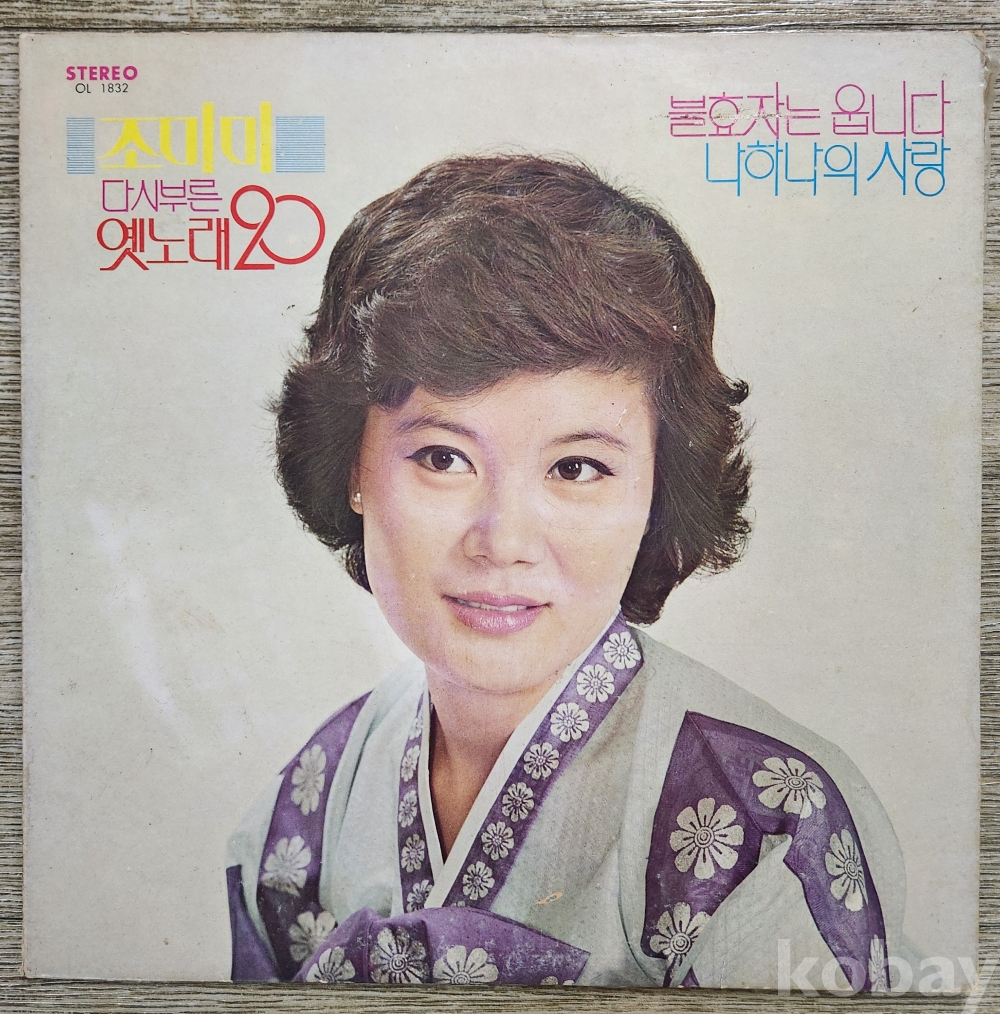 STEREO
OL 1832
조미미
다시부른
옛노래20
불효자는 웁니다
나하나의 사랑
kobay